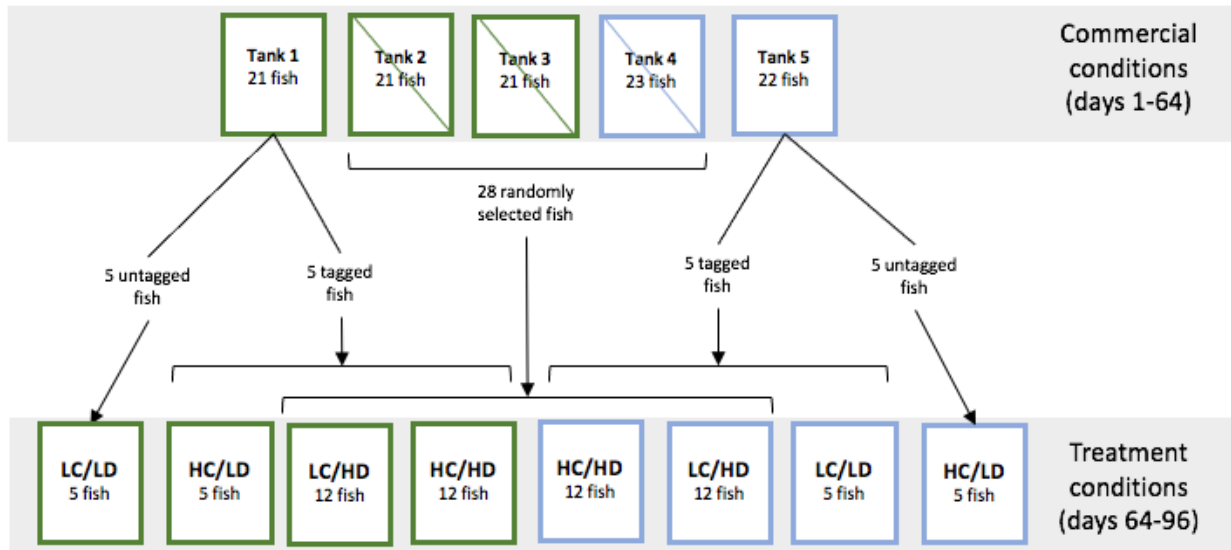 Tank 1
21 fish
Tank 2
21 fish
Tank 3
21 fish
Tank 4
23 fish
Tank 5
22 fish
Commercial
conditions
(days 1-64)
28 randomly
selected fish
5 untagged
fish
5 tagged
fish
5 tagged
fish
5 untagged
fish
LC/LD
5 fish
HC/LD
5 fish
LC/HD
12 fish
HC/HD
12 fish
HC/HD
12 fish
LC/HD
12 fish
LC/LD
5 fish
HC/LD
5 fish
Treatment
conditions
(days 64-96)